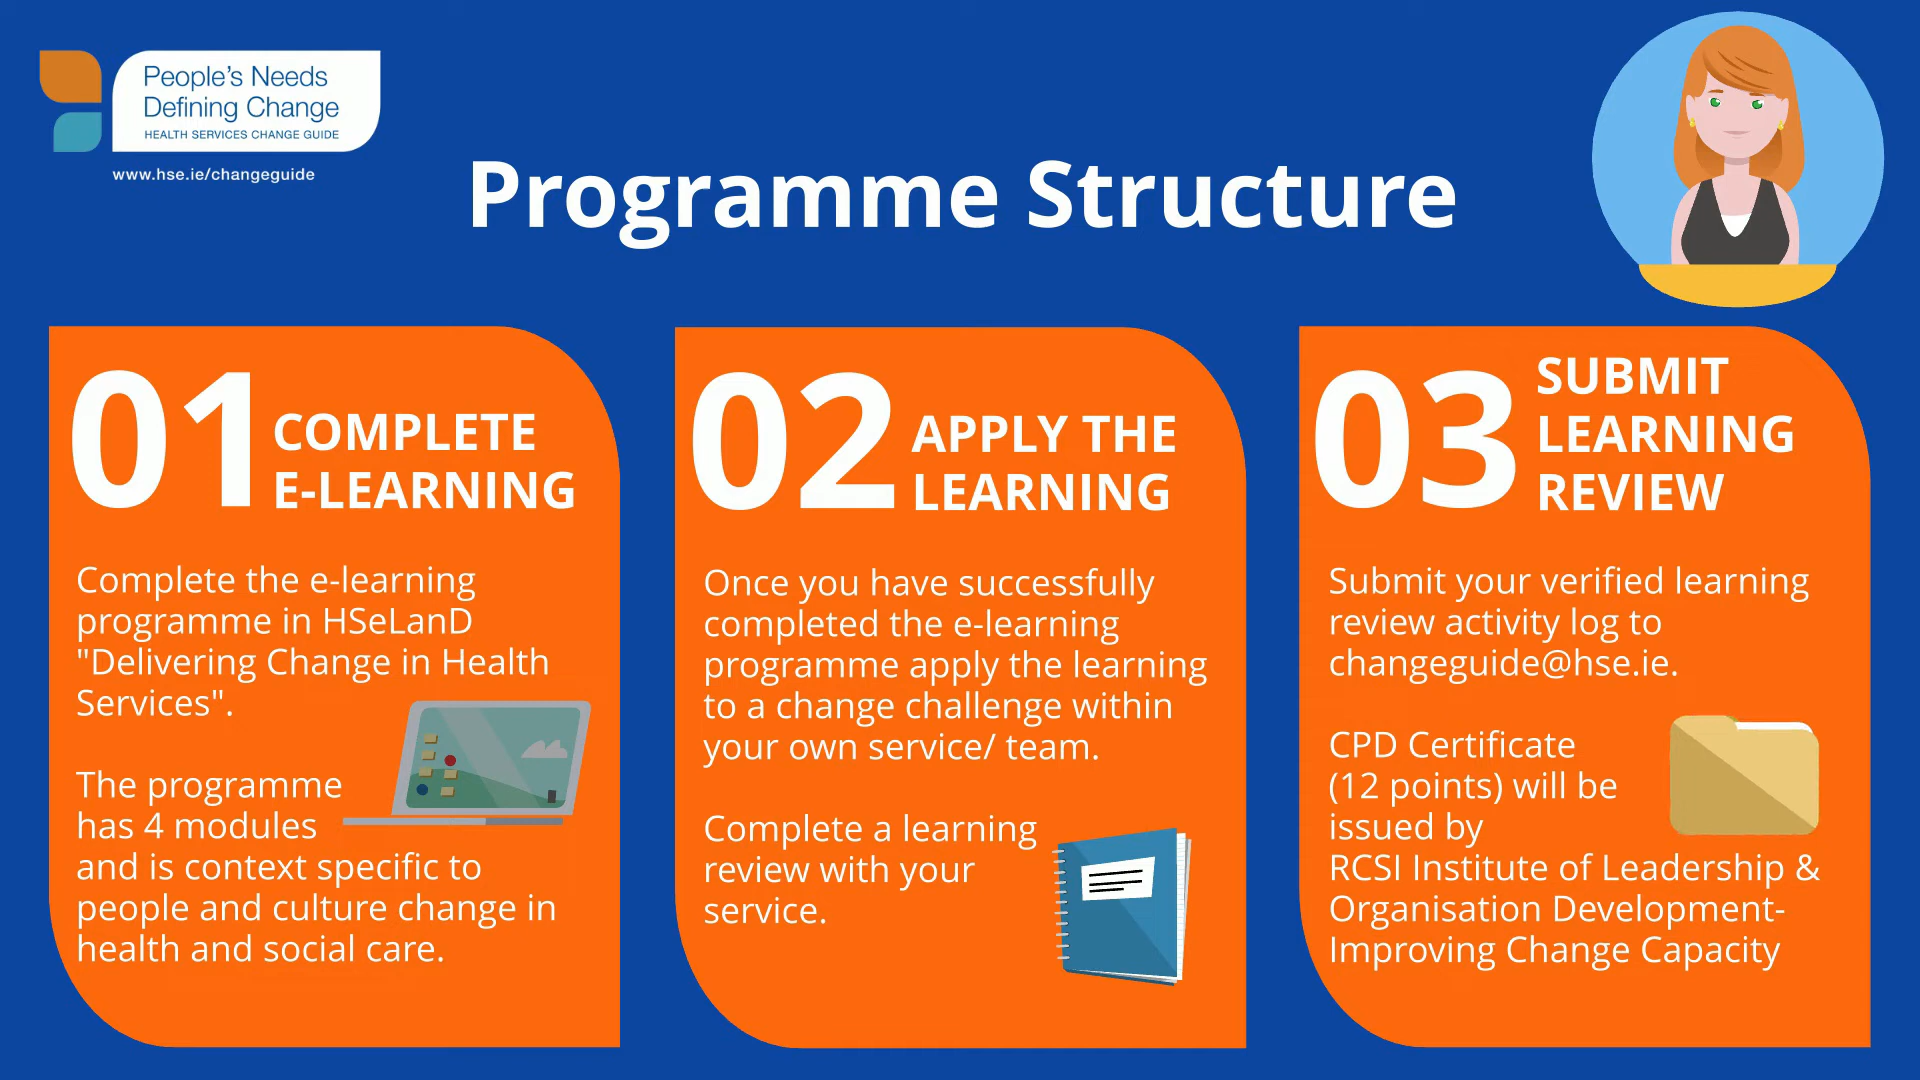 People's Needs
Defining Change
HEALTH SERVICES CHANGE GUIDE
www.hse.ie/changeguide
Programme Structure
01
COMPLETE
E-LEARNING
Complete the e-learning
programme in HSeLanD
"Delivering Change in Health
Services".
The programme
has 4 modules
and is context specific to
people and culture change in
health and social care.
02
APPLY THE
LEARNING
Once you have successfully
completed the e-learning
programme apply the learning
to a change challenge within
your own service/ team.
Complete a learning
review with your
service.
03
SUBMIT
LEARNING
REVIEW
Submit your verified learning
review activity log to
changeguide@hse.ie.
CPD Certificate
(12 points) will be
issued by
RCSI Institute of Leadership &
Organisation Development-
Improving Change Capacity